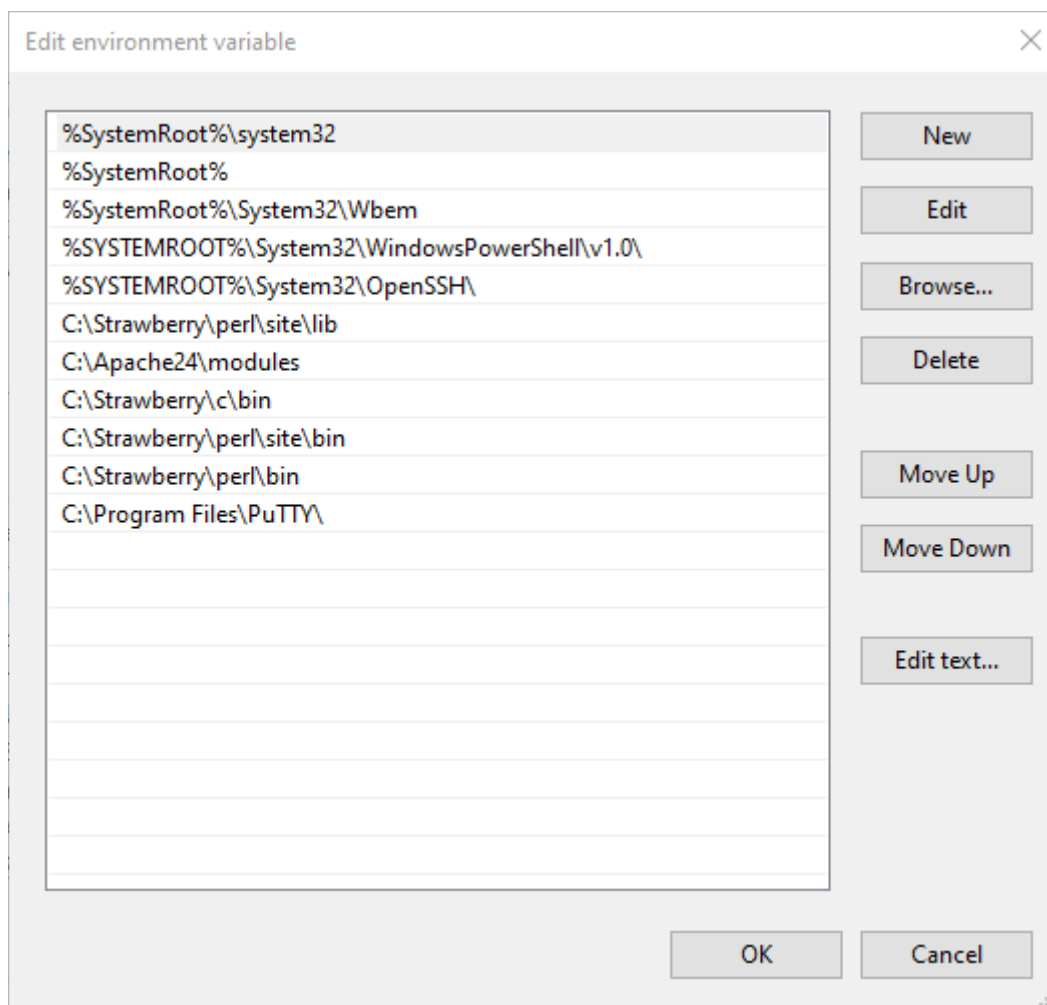 Edit environment variable
%SystemRoot%\system32
%SystemRoot%
%SystemRoot%\System32\Wbem
%SYSTEMROOT%\System32\WindowsPowerShell\v1.0\
%SYSTEMROOT%\System32\OpenSSH\
C:\Strawberry\perl\site\lib
C:\Apache24\modules
C:\Strawberry\c\bin
C:\Strawberry\perl\site\bin
C:\Strawberry\perl\bin
C:\Program Files\PuTTY\
New
Edit
Browse...
Delete
Move Up
Move Down
Edit text...
OK
Cancel